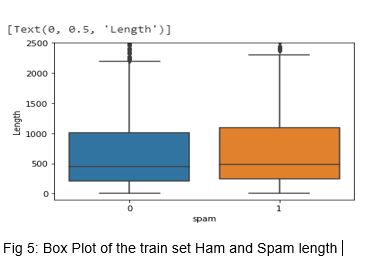 [Text(0, 0.5, 'Length')]
2500
2000
1500
1000
500
0
Length
0
1
spam
Fig 5: Box Plot of the train set Ham and Spam length